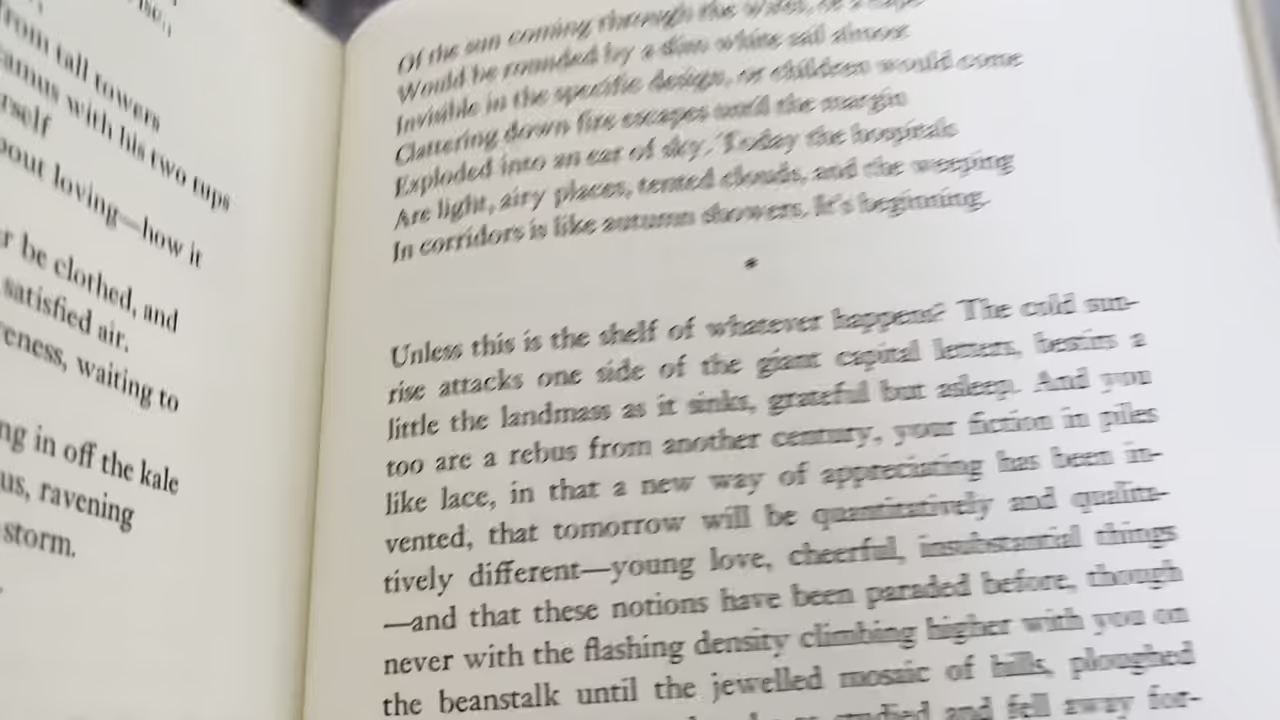 from tall towers
with his two tups
loving—how it
be clothed, and
satisfied air.
waiting to
in off the kale
ravening
storm.
Of the sun coming through the
Would be rounded by a dim white sail almost
Invisible in the specific design, or children would come
Clattering down fire escapes until the margin
Exploded into an ear of sky. Today the hospitals
Are light, airy places, tented clouds, and the weeping
In corridors is like autumn showers. It's beginning.
*
Unless this is the shelf of whatever happens? The cold sun-
rise attacks one side of the giant capital letters, bestirs a
little the landmass as it sinks, grateful but asleep. And you
too are a rebus from another century, your fiction in piles
like lace, in that a new way of appreciating has been in-
vented, that tomorrow will be quantitatively and qualita-
tively different—young love, cheerful, insubstantial things
—and that these notions have been paraded before, though
never with the flashing density climbing higher with you on
the beanstalk until the jewelled mosaic of hills, ploughed
studied and fell away for-